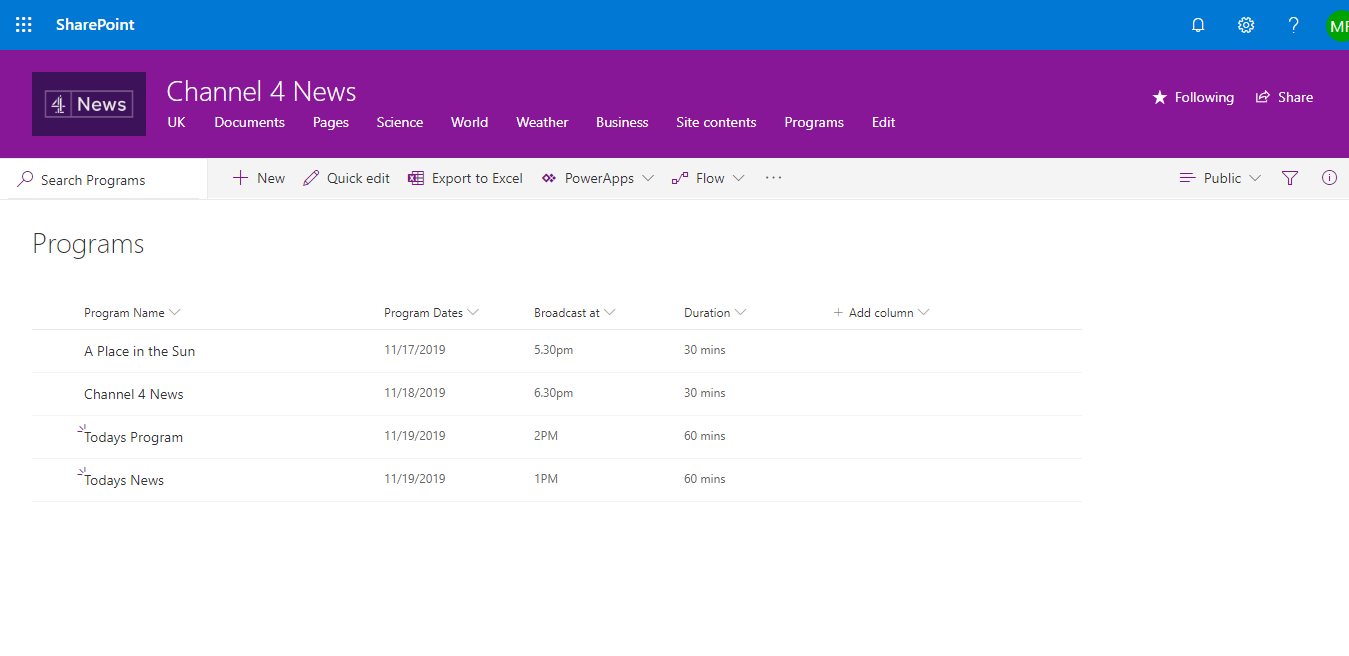 SharePoint ? MF
4 News
Channel 4 News
UK Documents Pages Science World Weather Business Site contents Programs Edit
Following Share
Search Programs
New Quick edit Export to Excel PowerApps Flow ··· Public
Programs
Program Name Program Dates Broadcast at Duration + Add column
A Place in the Sun 11/17/2019 5.30pm 30 mins
Channel 4 News 11/18/2019 6.30pm 30 mins
Todays Program 11/19/2019 2PM 60 mins
Todays News 11/19/2019 1PM 60 mins